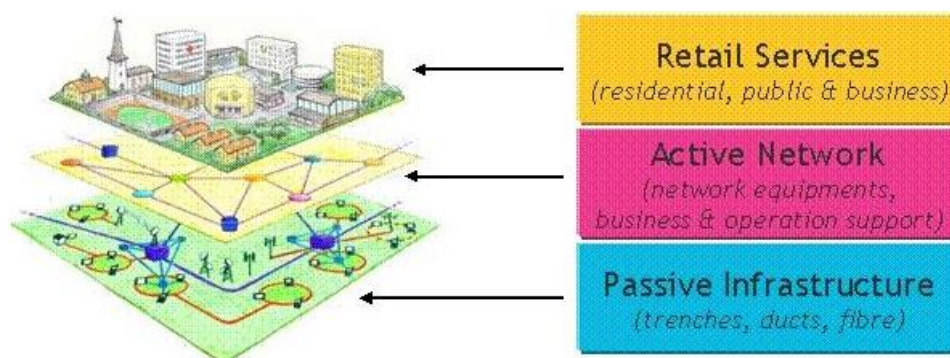 Retail Services
(residential, public & business)
Active Network
(network equipments,
business & operation support)
Passive Infrastructure
(trenches, ducts, fibre)